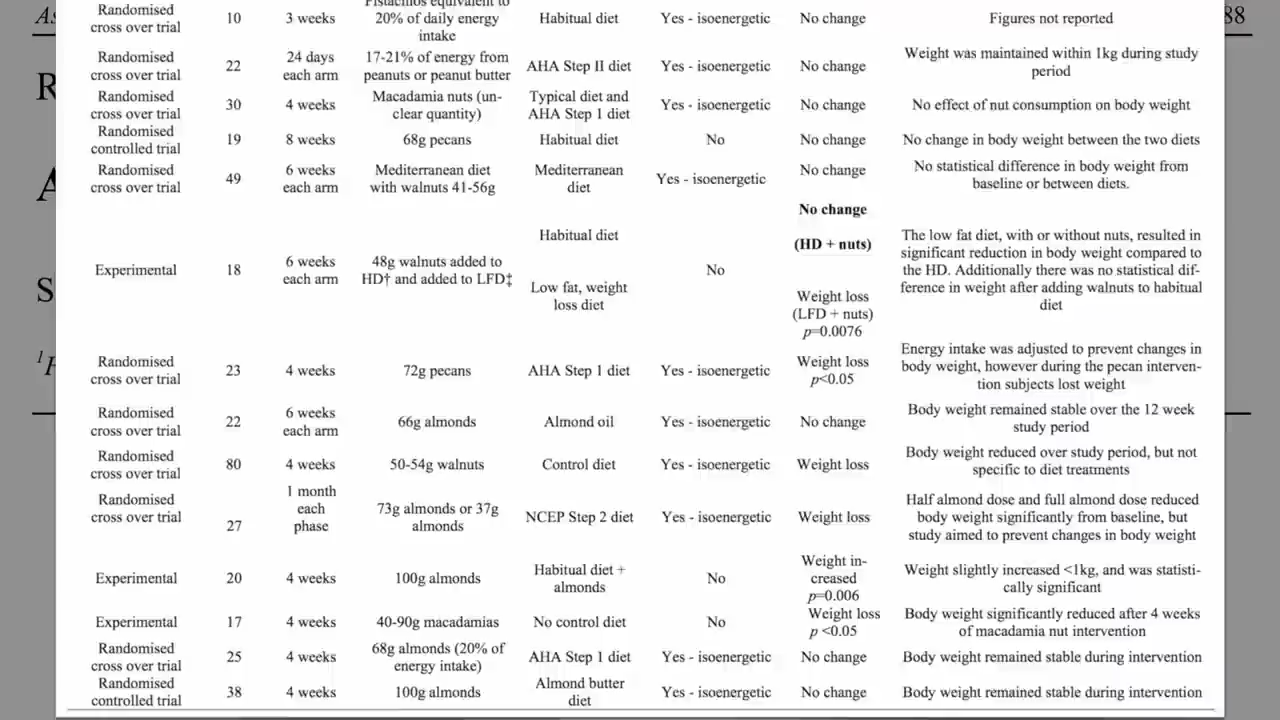 As 88
R
A
S
¹H
Randomised
cross over trial
10
3 weeks
Pistachios equivalent to
20% of daily energy
intake
Habitual diet
Yes - isoenergetic
No change
Figures not reported
Randomised
cross over trial
22
24 days
each arm
17-21% of energy from
peanuts or peanut butter
AHA Step II diet
Yes - isoenergetic
No change
Weight was maintained within 1kg during study
period
Randomised
cross over trial
30
4 weeks
Macadamia nuts (un-
clear quantity)
Typical diet and
AHA Step 1 diet
Yes - isoenergetic
No change
No effect of nut consumption on body weight
Randomised
controlled trial
19
8 weeks
68g pecans
Habitual diet
No
No change
No change in body weight between the two diets
Randomised
cross over trial
49
6 weeks
each arm
Mediterranean diet
with walnuts 41-56g
Mediterranean
diet
Yes - isoenergetic
No change
No statistical difference in body weight from
baseline or between diets.
Experimental
18
6 weeks
each arm
48g walnuts added to
HD† and added to LFD‡
Habitual diet
Low fat, weight
loss diet
No
No change
(HD + nuts)
Weight loss
(LFD + nuts)
p=0.0076
The low fat diet, with or without nuts, resulted in
significant reduction in body weight compared to
the HD. Additionally there was no statistical dif-
ference in weight after adding walnuts to habitual
diet
Randomised
cross over trial
23
4 weeks
72g pecans
AHA Step 1 diet
Yes - isoenergetic
Weight loss
p<0.05
Energy intake was adjusted to prevent changes in
body weight, however during the pecan interven-
tion subjects lost weight
Randomised
cross over trial
22
6 weeks
each arm
66g almonds
Almond oil
Yes - isoenergetic
No change
Body weight remained stable over the 12 week
study period
Randomised
cross over trial
80
4 weeks
50-54g walnuts
Control diet
Yes - isoenergetic
Weight loss
Body weight reduced over study period, but not
specific to diet treatments
Randomised
cross over trial
27
1 month
each
phase
73g almonds or 37g
almonds
NCEP Step 2 diet
Yes - isoenergetic
Weight loss
Half almond dose and full almond dose reduced
body weight significantly from baseline, but
study aimed to prevent changes in body weight
Experimental
20
4 weeks
100g almonds
Habitual diet +
almonds
No
Weight in-
creased
p=0.006
Weight slightly increased <1kg, and was statisti-
cally significant
Experimental
17
4 weeks
40-90g macadamias
No control diet
No
Weight loss
p <0.05
Body weight significantly reduced after 4 weeks
of macadamia nut intervention
Randomised
cross over trial
25
4 weeks
68g almonds (20% of
energy intake)
AHA Step 1 diet
Yes - isoenergetic
No change
Body weight remained stable during intervention
Randomised
controlled trial
38
4 weeks
100g almonds
Almond butter
diet
Yes - isoenergetic
No change
Body weight remained stable during intervention